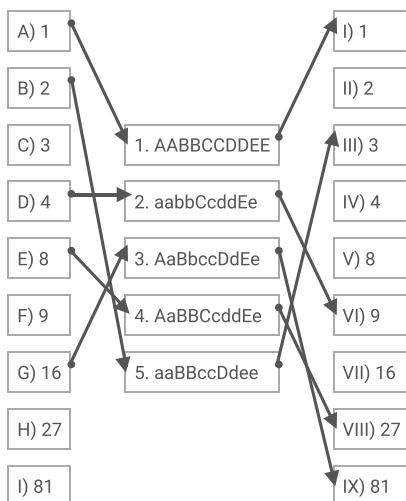 A) 1
B) 2
C) 3
D) 4
E) 8
F) 9
G) 16
H) 27
I) 81
1. AABBCCDDEE
2. aabbCcddEe
3. AaBbccDdEe
4. AaBBCcddEe
5. aaBBccDdee
I) 1
II) 2
III) 3
IV) 4
V) 8
VI) 9
VII) 16
VIII) 27
IX) 81